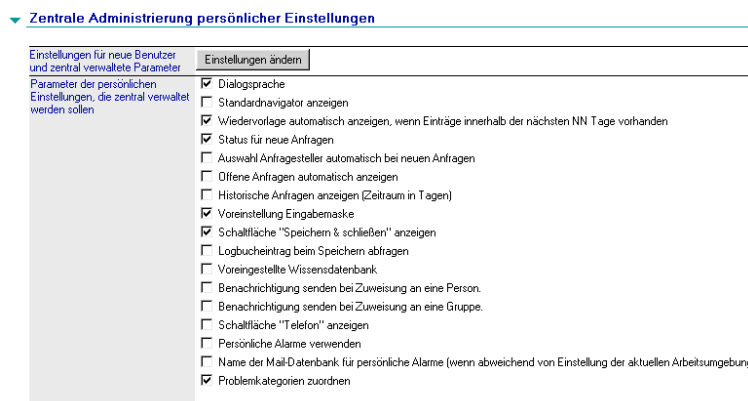 Zentrale Administrierung persönlicher Einstellungen
Einstellungen für neue Benutzer
und zentral verwaltete Parameter
Einstellungen ändern
Parameter der persönlichen
Einstellungen, die zentral verwaltet
werden sollen
Dialogsprache
Standardnavigator anzeigen
Wiedervorlage automatisch anzeigen, wenn Einträge innerhalb der nächsten NN Tage vorhanden
Status für neue Anfragen
Auswahl Anfragesteller automatisch bei neuen Anfragen
Offene Anfragen automatisch anzeigen
Historische Anfragen anzeigen (Zeitraum in Tagen)
Voreinstellung Eingabemaske
Schaltfläche "Speichern & schließen" anzeigen
Logbucheintrag beim Speichern abfragen
Voreingestellte Wissensdatenbank
Benachrichtigung senden bei Zuweisung an eine Person.
Benachrichtigung senden bei Zuweisung an eine Gruppe.
Schaltfläche "Telefon" anzeigen
Persönliche Alarme verwenden
Name der Mail-Datenbank für persönliche Alarme (wenn abweichend von Einstellung der aktuellen Arbeitsumgebung
Problemkategorien zuordnen